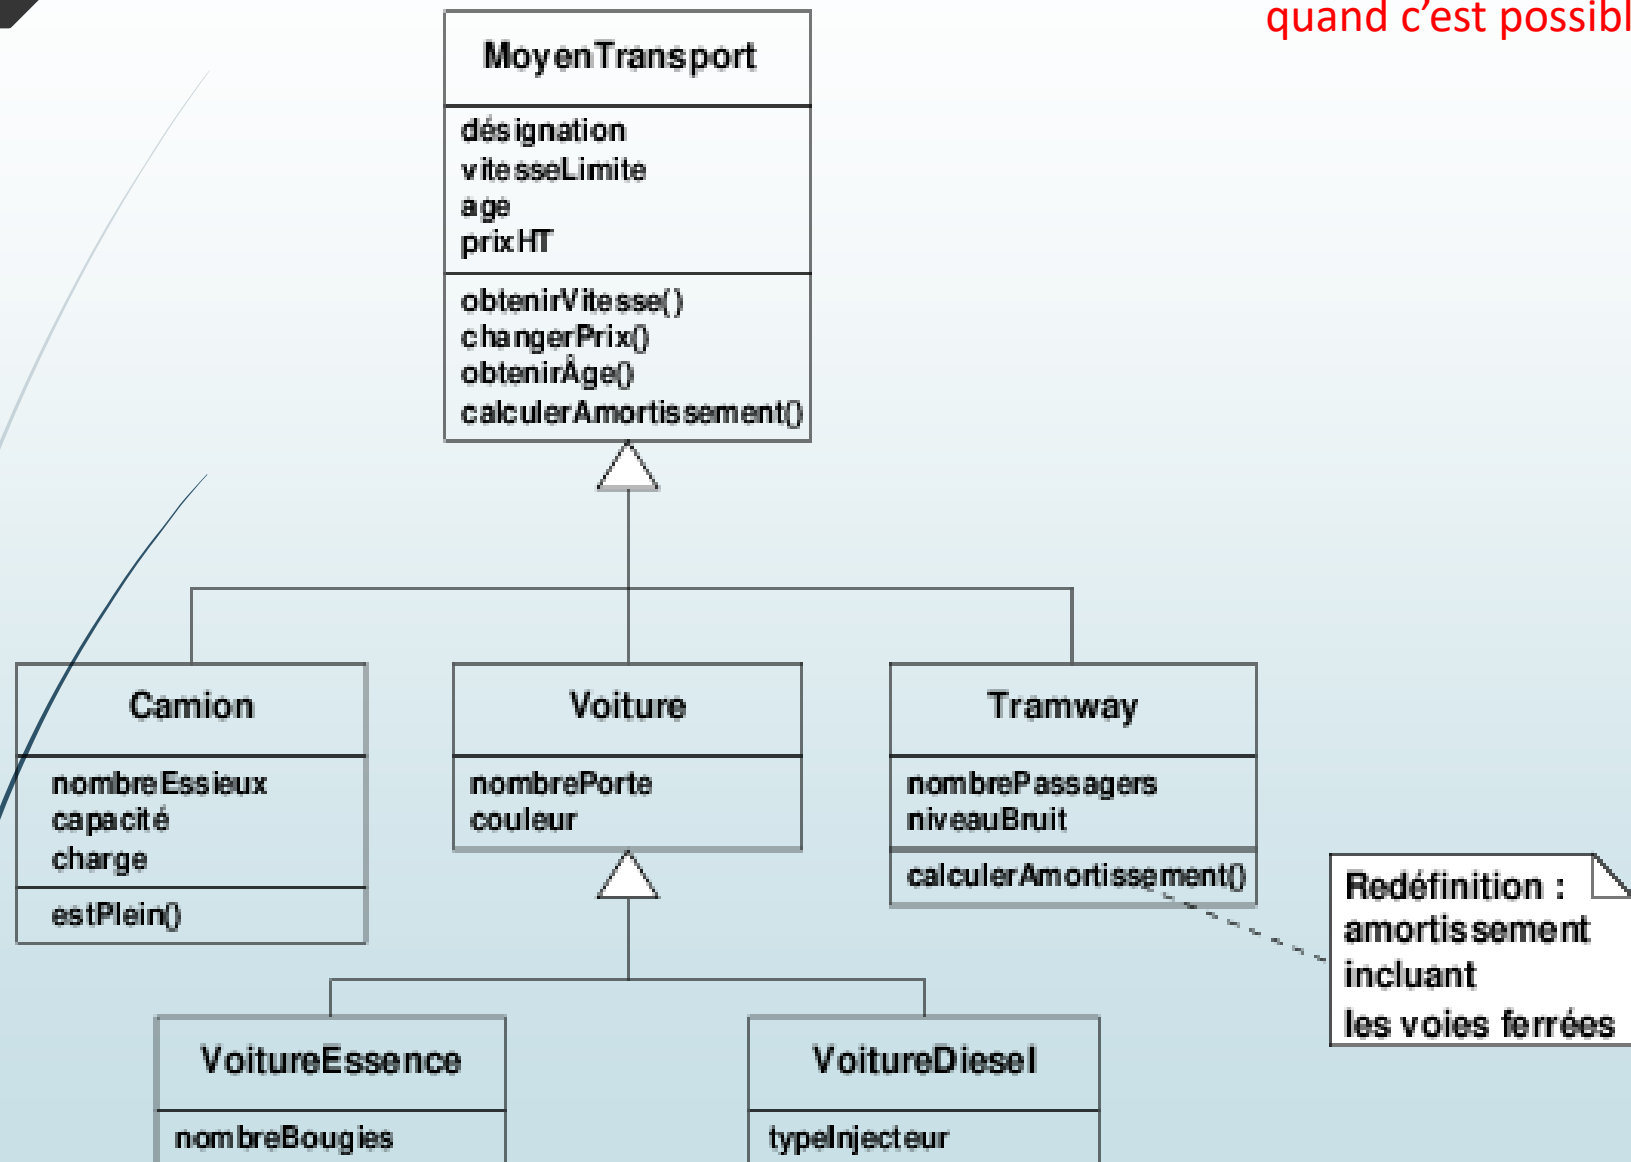 quand c'est possibl
MoyenTransport
désignation
vitesseLimite
age
prixHT
obtenirVitesse()
changerPrix()
obtenirÂge()
calculerAmortissement()
Camion
nombreEssieux
capacité
charge
estPlein()
Voiture
nombrePorte
couleur
Tramway
nombrePassagers
niveauBruit
calculerAmortissement()
Redéfinition :
amortissement
incluant
les voies ferrées
VoitureEssence
nombreBougies
VoitureDiesel
typeInjecteur